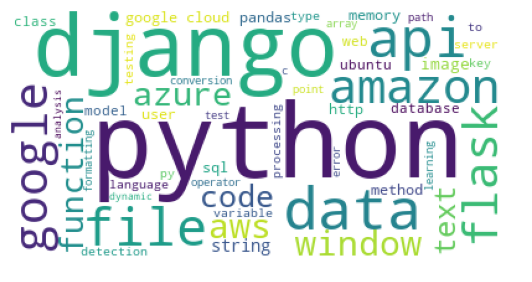 class
google cloud
pandas
type
array
memory
path
to
django
testing
web
api
server
conversion
c
ubuntu
image
key
azure
point
amazon
google
analysis
model
user
test
http
database
python
function
formatting
processing
error
learning
flask
sql
py
language
operator
method
dynamic
code
variable
data
text
file
aws
string
window
detection